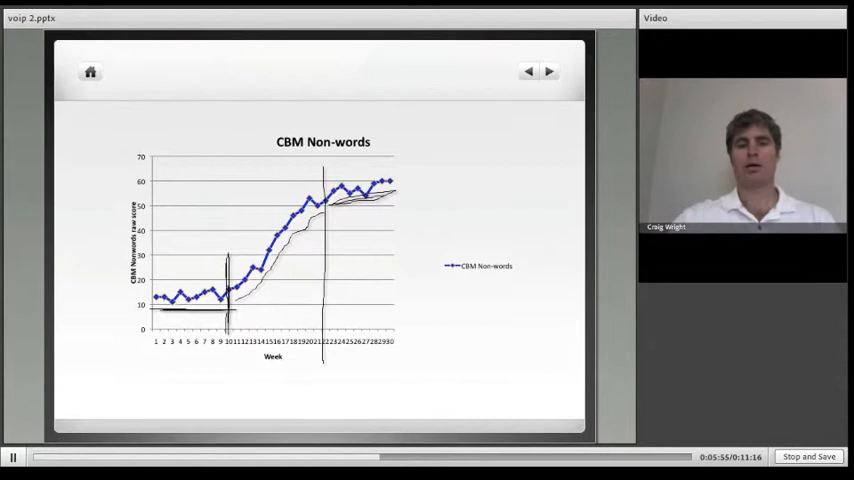 voip 2.pptx
Video
CBM Non-words
70
60
50
40
30
20
10
0
CBM Nonwords raw score
1 2 3 4 5 6 7 8 9 10 11 12 13 14 15 16 17 18 19 20 21 22 23 24 25 26 27 28 29 30
Week
CBM Non-words
Craig Wright
0:05:55/0:11:16
Stop and Save